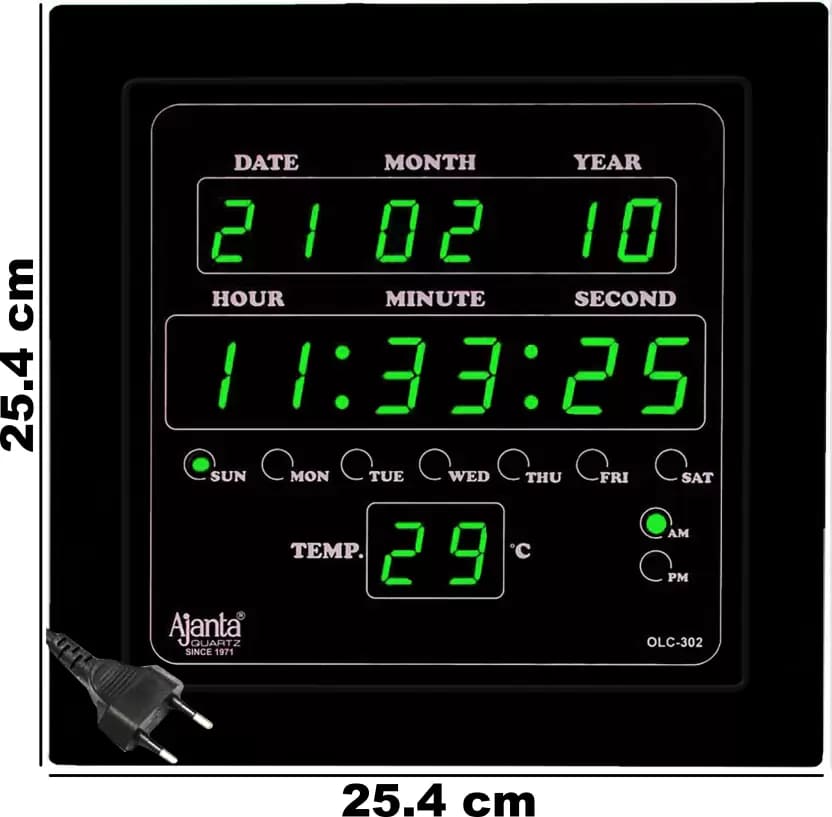 DATE MONTH YEAR
21 02 10
HOUR MINUTE SECOND
11:33:25
SUN MON TUE WED THU FRI SAT
AM
TEMP. 29 °C
PM
Ajanta®
QUARTZ
SINCE 1971
OLC-302
25.4 cm
25.4 cm